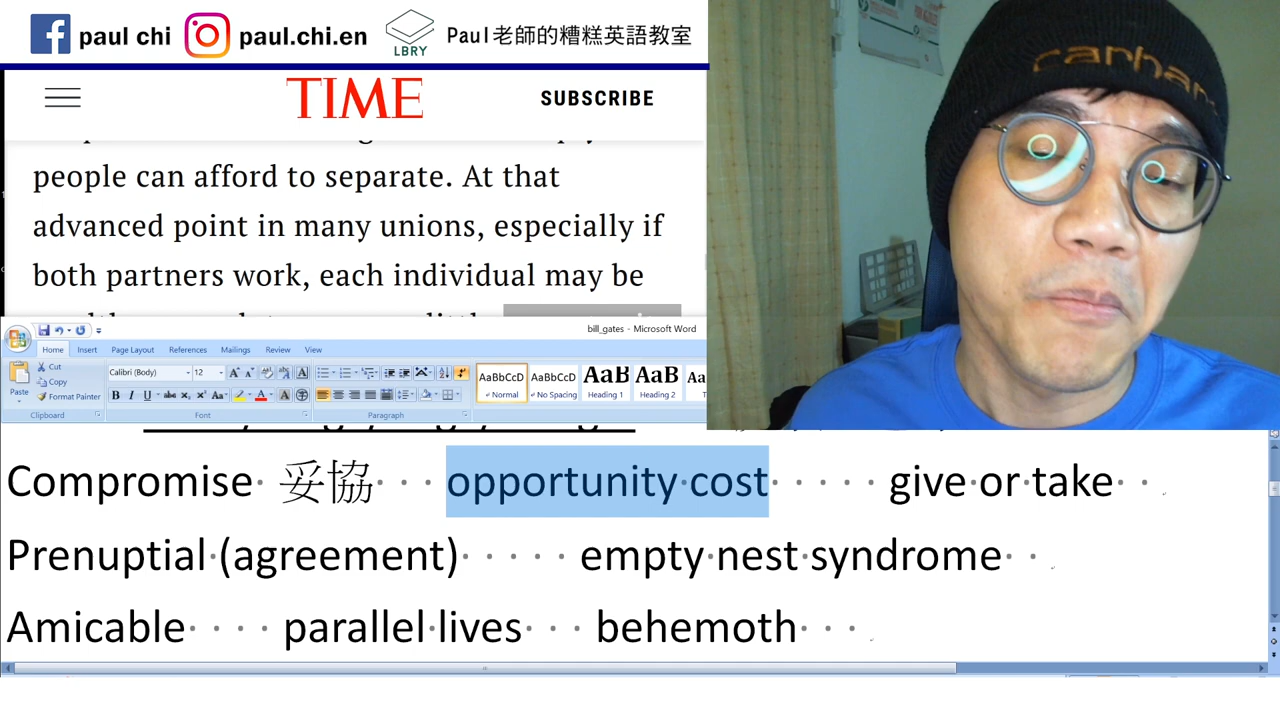 paul chi paul.chi.en LBRY Paul老師的糟糕英語教室
TIME SUBSCRIBE
people can afford to separate. At that
advanced point in many unions, especially if
both partners work, each individual may be
bill_gates - Microsoft Word
Home Insert Page Layout References Mailings Review View
Paste Cut Copy Format Painter
Calibri (Body) 12
AaBbCcD AaBbCcD AaBb AaB
Normal No Spacing Heading 1 Heading 2
Clipboard Font Paragraph
Compromise 妥協 opportunity cost give or take
Prenuptial (agreement) empty nest syndrome
Amicable parallel lives behemoth
carhar